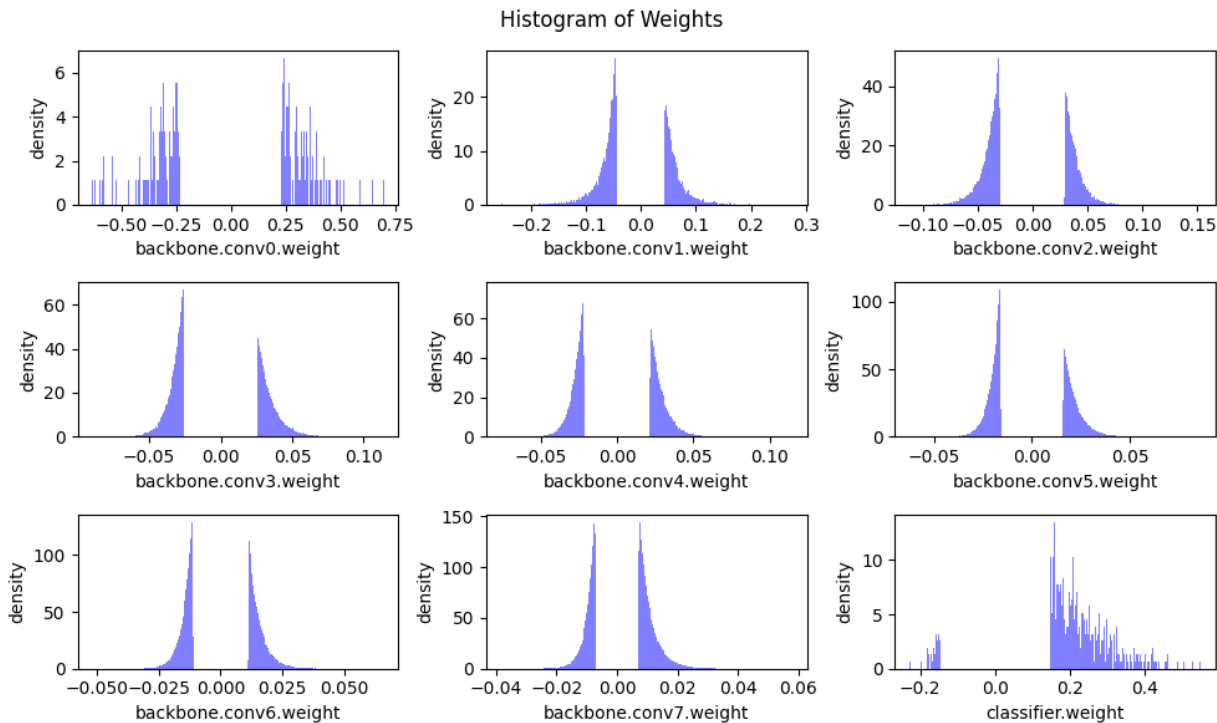 Histogram of Weights
density
6
4
2
0
−0.50 −0.25 0.00 0.25 0.50 0.75
backbone.conv0.weight
density
20
10
0
−0.2 −0.1 0.0 0.1 0.2 0.3
backbone.conv1.weight
density
40
20
0
−0.10 −0.05 0.00 0.05 0.10 0.15
backbone.conv2.weight
density
60
40
20
0
−0.05 0.00 0.05 0.10
backbone.conv3.weight
density
60
40
20
0
−0.05 0.00 0.05 0.10
backbone.conv4.weight
density
100
50
0
−0.05 0.00 0.05
backbone.conv5.weight
density
100
50
0
−0.050 −0.025 0.000 0.025 0.050
backbone.conv6.weight
density
150
100
50
0
−0.04 −0.02 0.00 0.02 0.04 0.06
backbone.conv7.weight
density
10
5
0
−0.2 0.0 0.2 0.4
classifier.weight